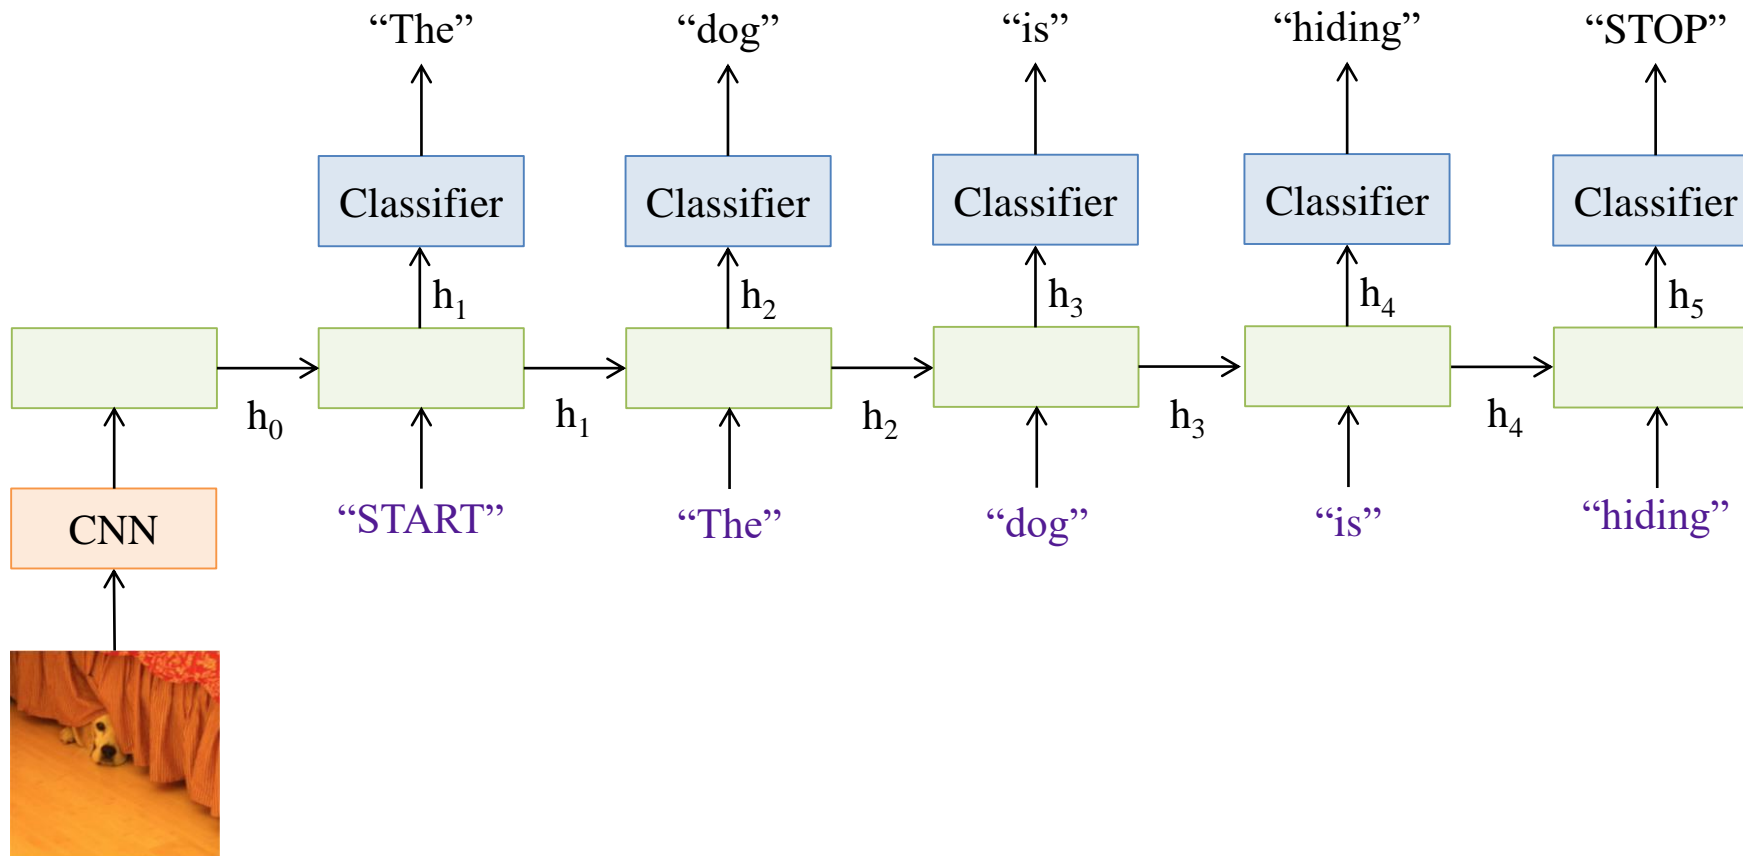 “The” “dog” “is” “hiding” “STOP”
Classifier Classifier Classifier Classifier Classifier
h₁ h₂ h₃ h₄ h₅
h₀ h₁ h₂ h₃ h₄
CNN “START” “The” “dog” “is” “hiding”